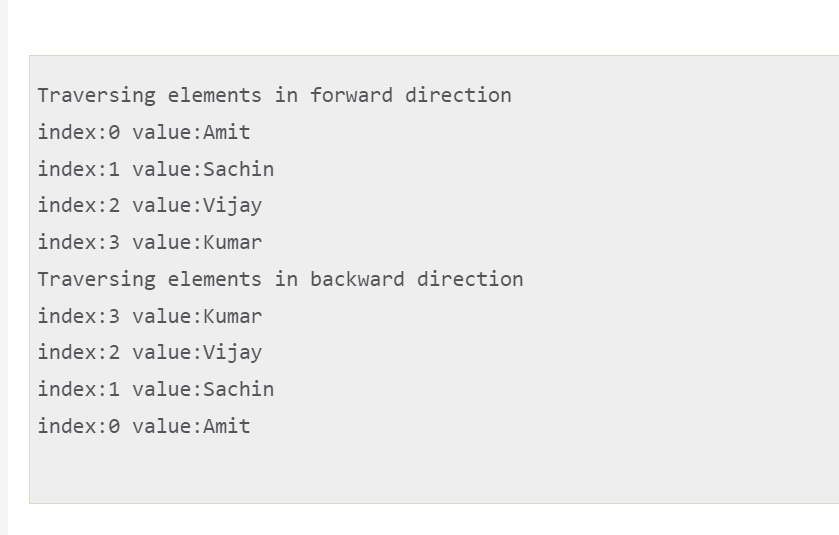 Traversing elements in forward direction
index:0 value:Amit
index:1 value:Sachin
index:2 value:Vijay
index:3 value:Kumar
Traversing elements in backward direction
index:3 value:Kumar
index:2 value:Vijay
index:1 value:Sachin
index:0 value:Amit